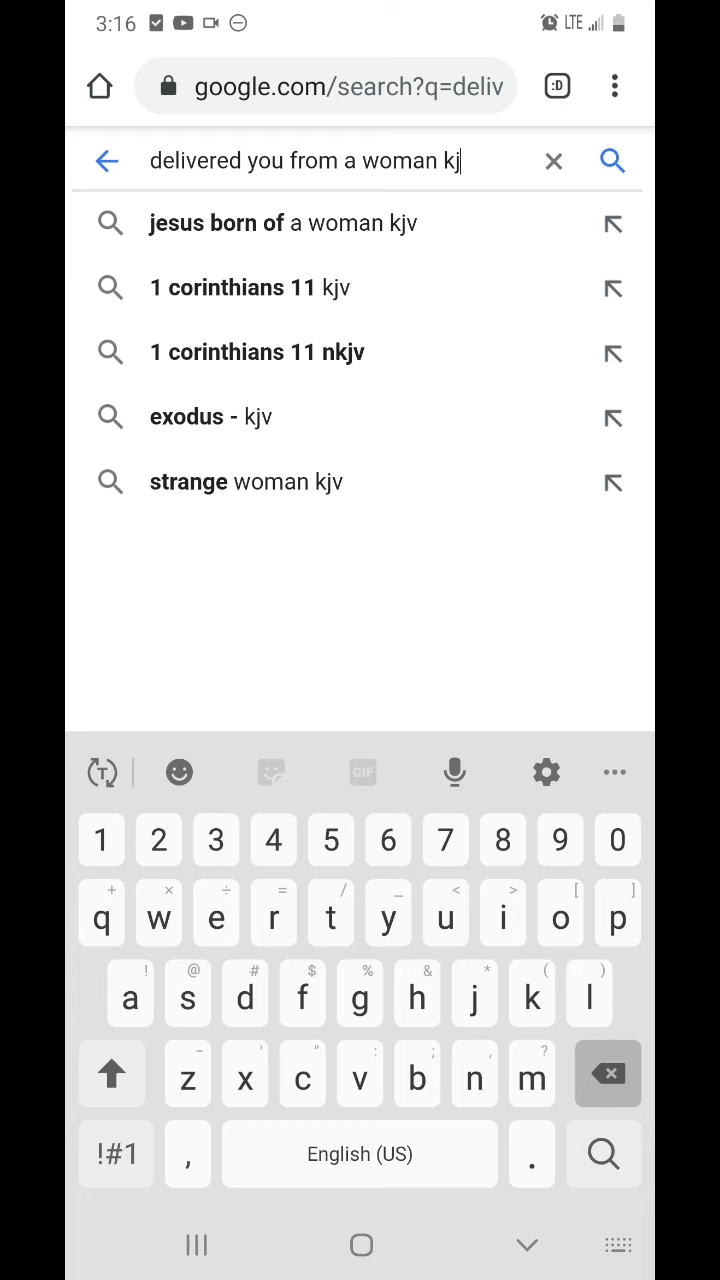 3:16 LTE
google.com/search?q=deliv :D
delivered you from a woman kj
jesus born of a woman kjv
1 corinthians 11 kjv
1 corinthians 11 nkjv
exodus - kjv
strange woman kjv
T GIF
1 2 3 4 5 6 7 8 9 0
+ × ÷ = / _ < > [ ]
q w e r t y u i o p
! @ # $ % & * ( )
a s d f g h j k l
- ' " : ; , ?
z x c v b n m
!#1 , English (US) .